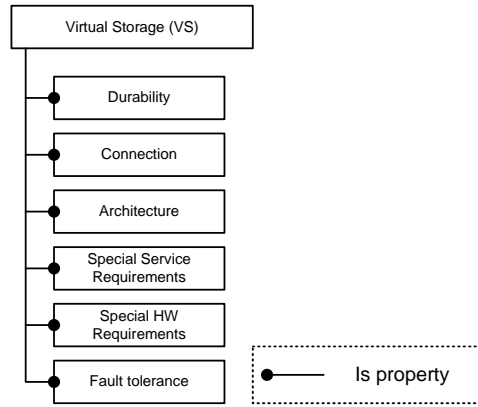 Virtual Storage (VS)
Durability
Connection
Architecture
Special Service
Requirements
Special HW
Requirements
Fault tolerance
Is property